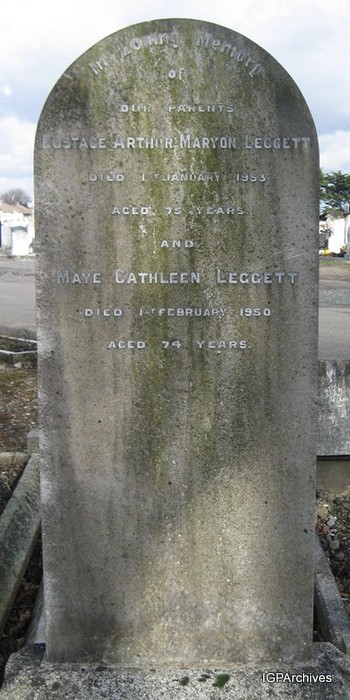 In Loving Memory
of
OUR PARENTS
EUSTACE ARTHUR MARYON LEGGETT
DIED 1ST JANUARY 1953
AGED 75 YEARS
AND
MAYE CATHLEEN LEGGETT
DIED 1ST FEBRUARY 1950
AGED 74 YEARS.
IGPArchives